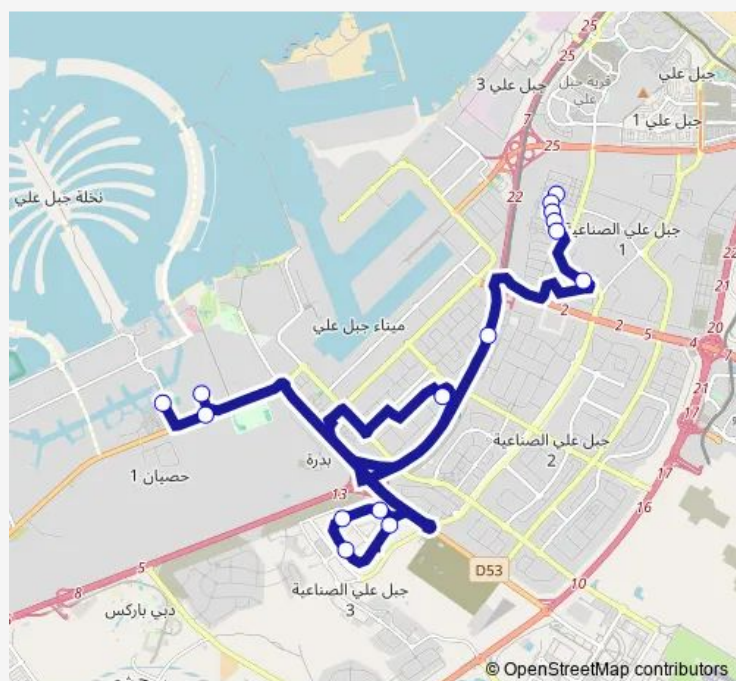 25
25
جبل علي
جبل علي 3
قرية جبل
علي
7
جبل علي 1
25
22
نخلة جبل علي
جبل علي الصناعية
1
22
21
ميناء جبل علي
2
2
5
4
20
21
17
جبل علي الصناعية
2
بدرة
حصيان 1
13
17
16
5
D53
10
8
جبل علي الصناعية
3
دبي باركس
© OpenStreetMap contributors